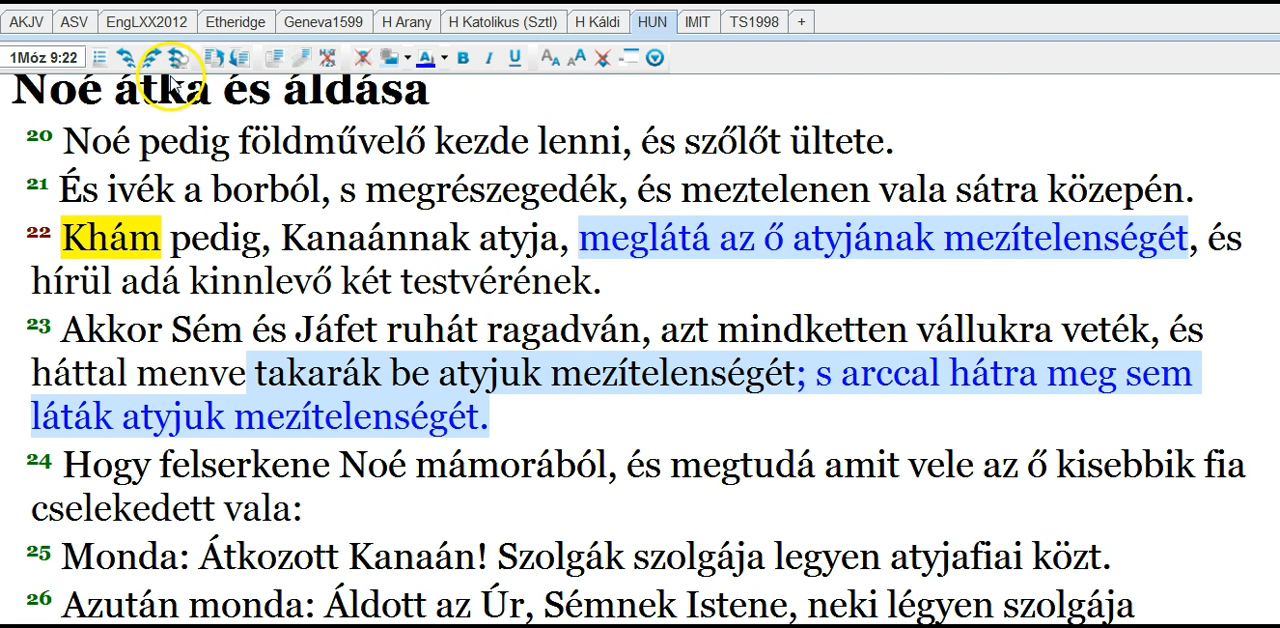 AKJV ASV EngLXX2012 Etheridge Geneva1599 H Arany H Katolikus (Sztl) H Káldi HUN IMIT TS1998 +
1Móz 9:22 A B I U A A A A
Noé átka és áldása
20 Noé pedig földművelő kezde lenni, és szőlőt ültete.
21 És ivék a borból, s megrészegedék, és meztelenen vala sátra közepén.
22 Khám pedig, Kanaánnak atyja, meglátá az ő atyjának mezítelenségét, és
hírül adá kinnlevő két testvérének.
23 Akkor Sém és Jáfet ruhát ragadván, azt mindketten vállukra veték, és
háttal menve takarák be atyjuk mezítelenségét; s arccal hátra meg sem
láták atyjuk mezítelenségét.
24 Hogy felserkene Noé mámorából, és megtudá amit vele az ő kisebbik fia
cselekedett vala:
25 Monda: Átkozott Kanaán! Szolgák szolgája legyen atyjafiai közt.
26 Azután monda: Áldott az Úr, Sémnek Istene, neki légyen szolgája